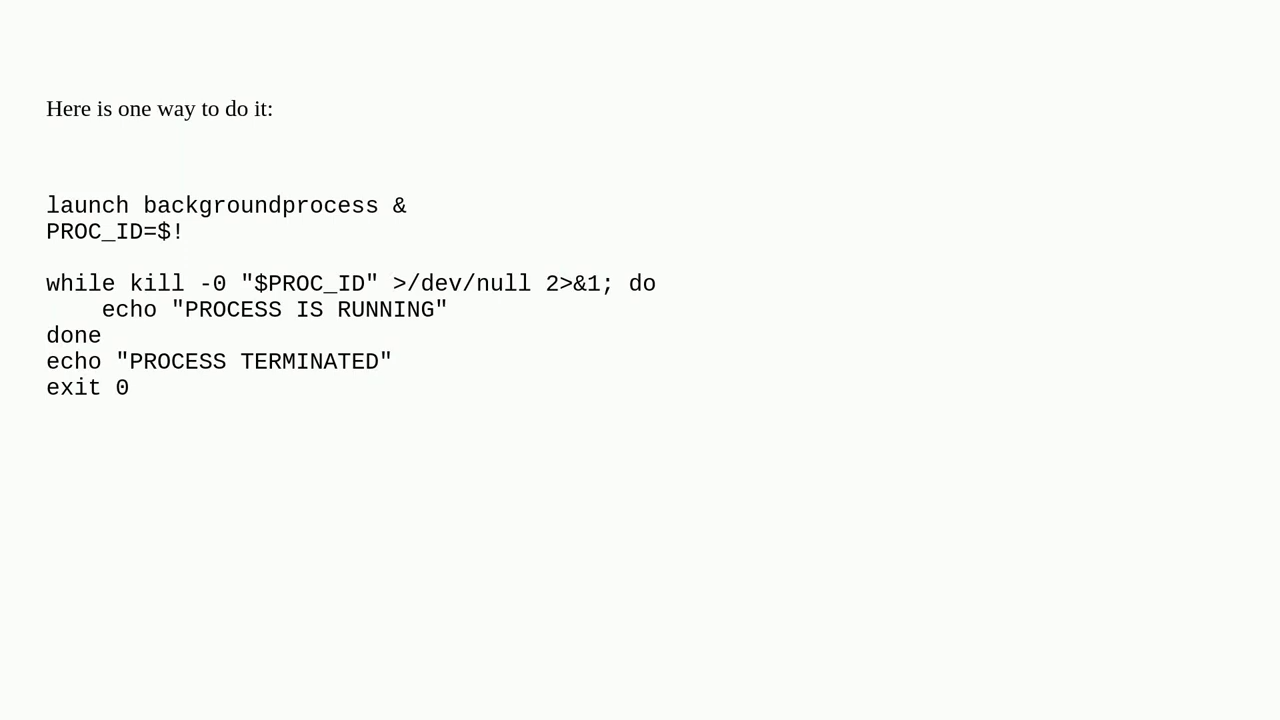 Here is one way to do it:
launch backgroundprocess &
PROC_ID=$!
while kill -0 "$PROC_ID" >/dev/null 2>&1; do
    echo "PROCESS IS RUNNING"
done
echo "PROCESS TERMINATED"
exit 0